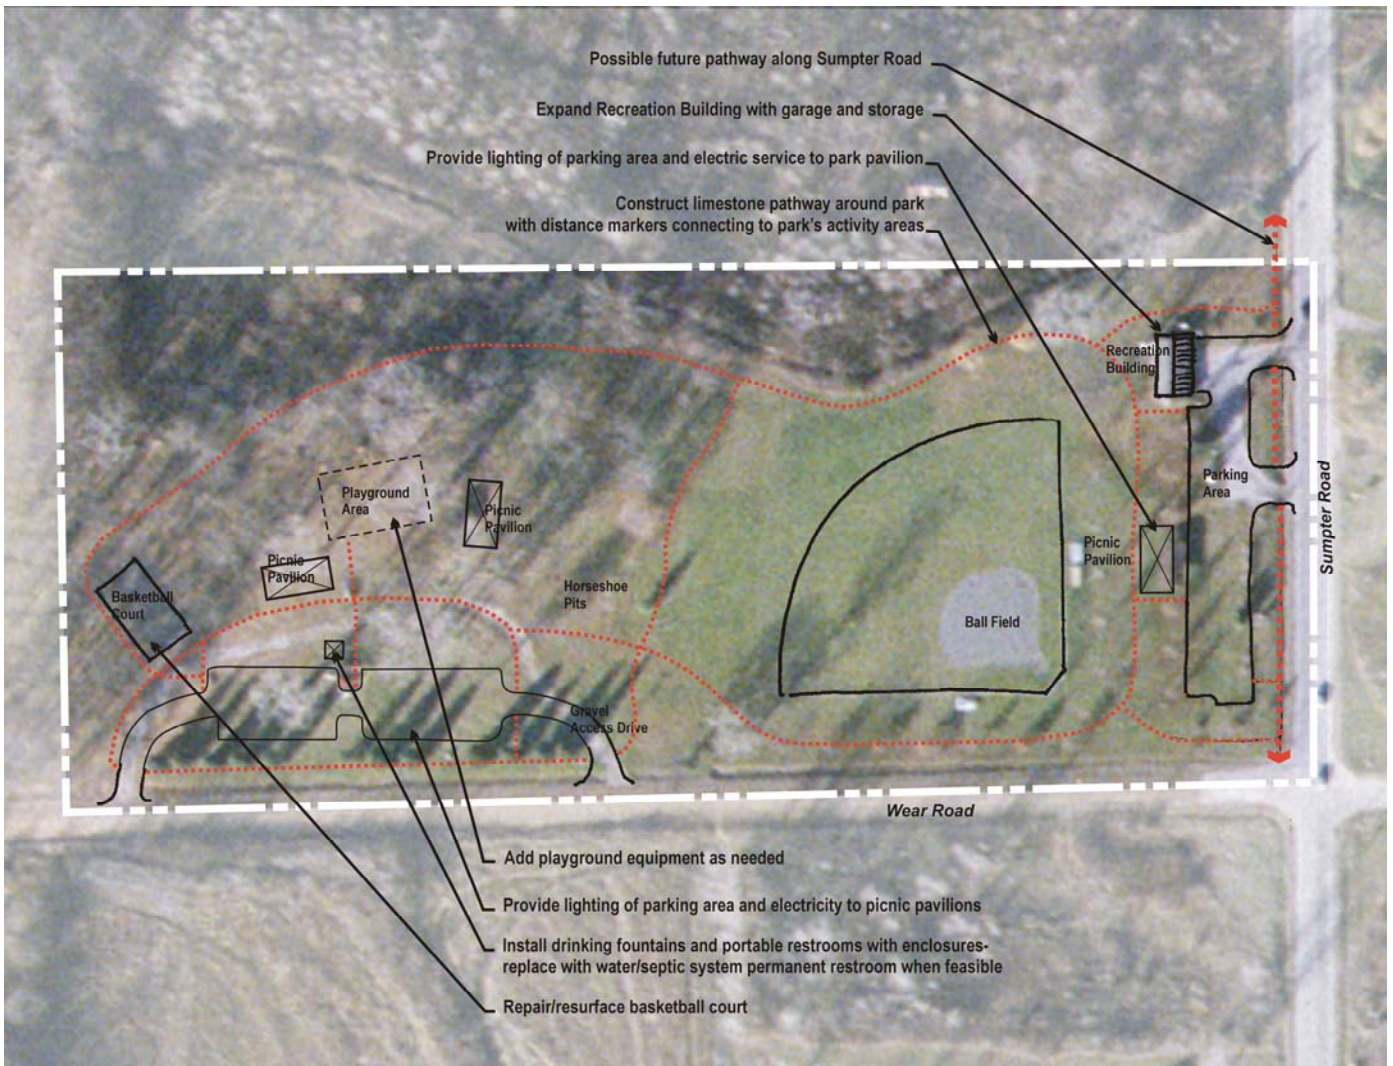 Possible future pathway along Sumpter Road
Expand Recreation Building with garage and storage
Provide lighting of parking area and electric service to park pavilion
Construct limestone pathway around park
with distance markers connecting to park's activity areas
Recreation
Building
Parking
Area
Sumpter Road
Playground
Area
Picnic
Pavilion
Picnic
Pavilion
Basketball
Court
Horseshoe
Pits
Picnic
Pavilion
Ball Field
Gravel
Access Drive
Wear Road
Add playground equipment as needed
Provide lighting of parking area and electricity to picnic pavilions
Install drinking fountains and portable restrooms with enclosures-
replace with water/septic system permanent restroom when feasible
Repair/resurface basketball court